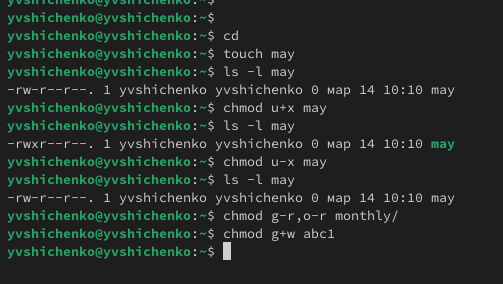 yvshichenko@yvshichenko:~$
yvshichenko@yvshichenko:~$
yvshichenko@yvshichenko:~$ cd
yvshichenko@yvshichenko:~$ touch may
yvshichenko@yvshichenko:~$ ls -l may
-rw-r--r--. 1 yvshichenko yvshichenko 0 мар 14 10:10 may
yvshichenko@yvshichenko:~$ chmod u+x may
yvshichenko@yvshichenko:~$ ls -l may
-rwxr--r--. 1 yvshichenko yvshichenko 0 мар 14 10:10 may
yvshichenko@yvshichenko:~$ chmod u-x may
yvshichenko@yvshichenko:~$ ls -l may
-rw-r--r--. 1 yvshichenko yvshichenko 0 мар 14 10:10 may
yvshichenko@yvshichenko:~$ chmod g-r,o-r monthly/
yvshichenko@yvshichenko:~$ chmod g+w abc1
yvshichenko@yvshichenko:~$